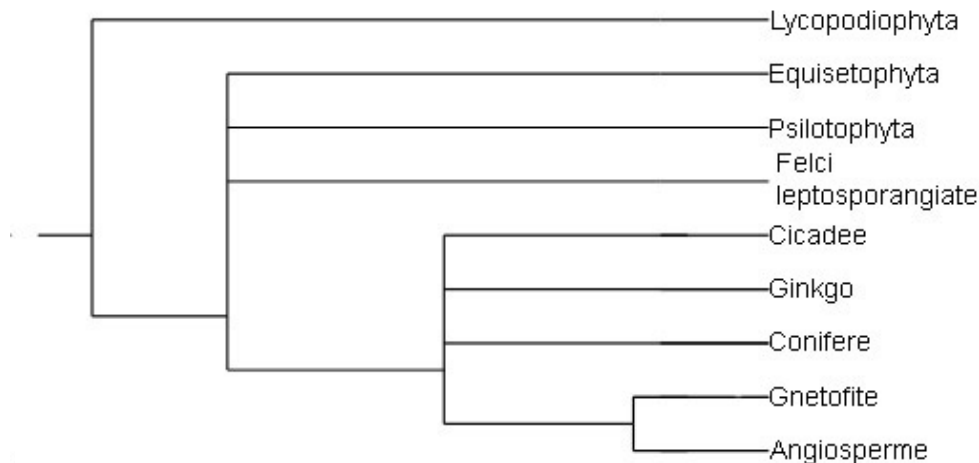 Lycopodiophyta
Equisetophyta
Psilotophyta
Felci
leptosporangiate
Cicadee
Ginkgo
Conifere
Gnetofite
Angiosperme